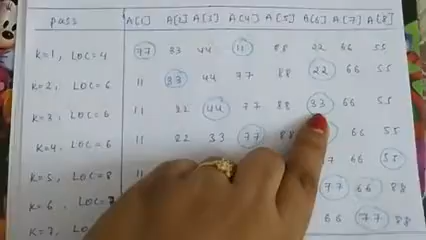 pass A[1] A[2] A[3] A[4] A[5] A[6] A[7] A[8]
K=1, LOC=4 77 33 44 11 88 22 66 55
K=2, LOC=6 11 33 44 77 88 22 66 55
K=3, LOC=6 11 22 44 77 88 33 66 55
K=4, LOC=6 11 22 33 77 88 66 55
K=5, LOC=8 11 55
K=6, LOC=7 77 66 88
K=7, 66 77 88